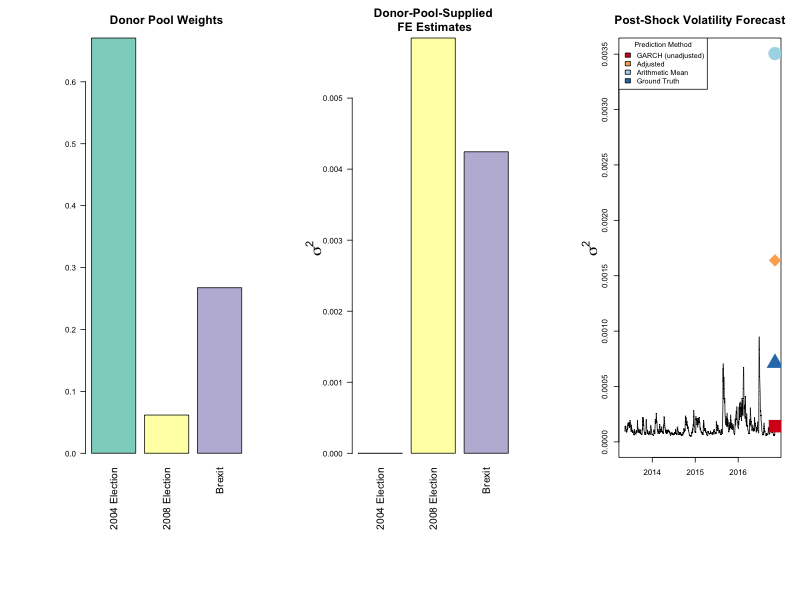 Donor Pool Weights
0.6
0.5
0.4
0.3
0.2
0.1
0.0
2004 Election
2008 Election
Brexit
Donor-Pool-Supplied
FE Estimates
σ2
0.005
0.004
0.003
0.002
0.001
0.000
2004 Election
2008 Election
Brexit
Post-Shock Volatility Forecast
σ2
0.0035
0.0030
0.0025
0.0020
0.0015
0.0010
0.0005
0.0000
Prediction Method
GARCH (unadjusted)
Adjusted
Arithmetic Mean
Ground Truth
2014 2015 2016